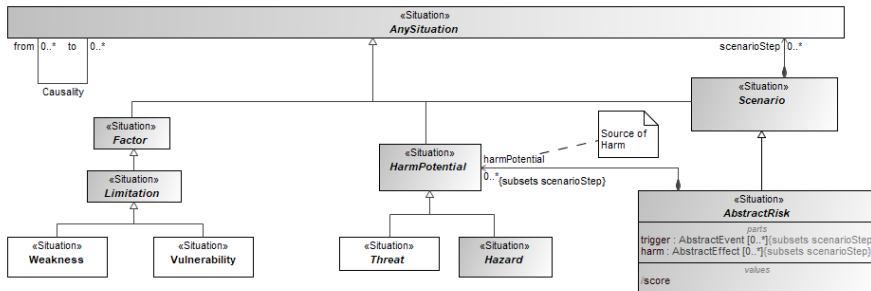 «Situation»
AnySituation
from 0..* to 0..*
scenarioStep 0..*
Causality
«Situation»
Scenario
«Situation»
Factor
Source of
Harm
«Situation»
HarmPotential
harmPotential
0..*
{subsets scenarioStep}
«Situation»
Limitation
«Situation»
AbstractRisk
parts
trigger : AbstractEvent [0..*]{subsets scenarioStep
harm : AbstractEffect [0..*]{subsets scenarioStep}
values
/score
«Situation»
Weakness
«Situation»
Vulnerability
«Situation»
Threat
«Situation»
Hazard